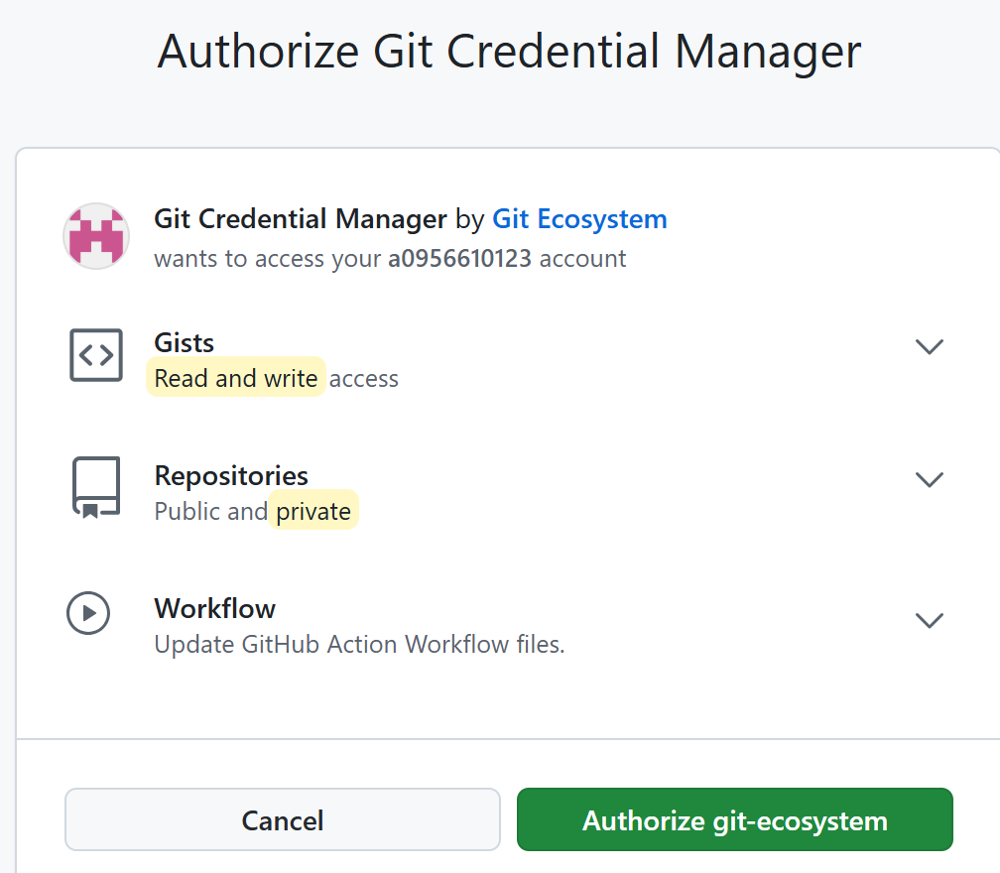 Authorize Git Credential Manager
Git Credential Manager by Git Ecosystem
wants to access your a0956610123 account
Gists
Read and write access
Repositories
Public and private
Workflow
Update GitHub Action Workflow files.
Cancel
Authorize git-ecosystem